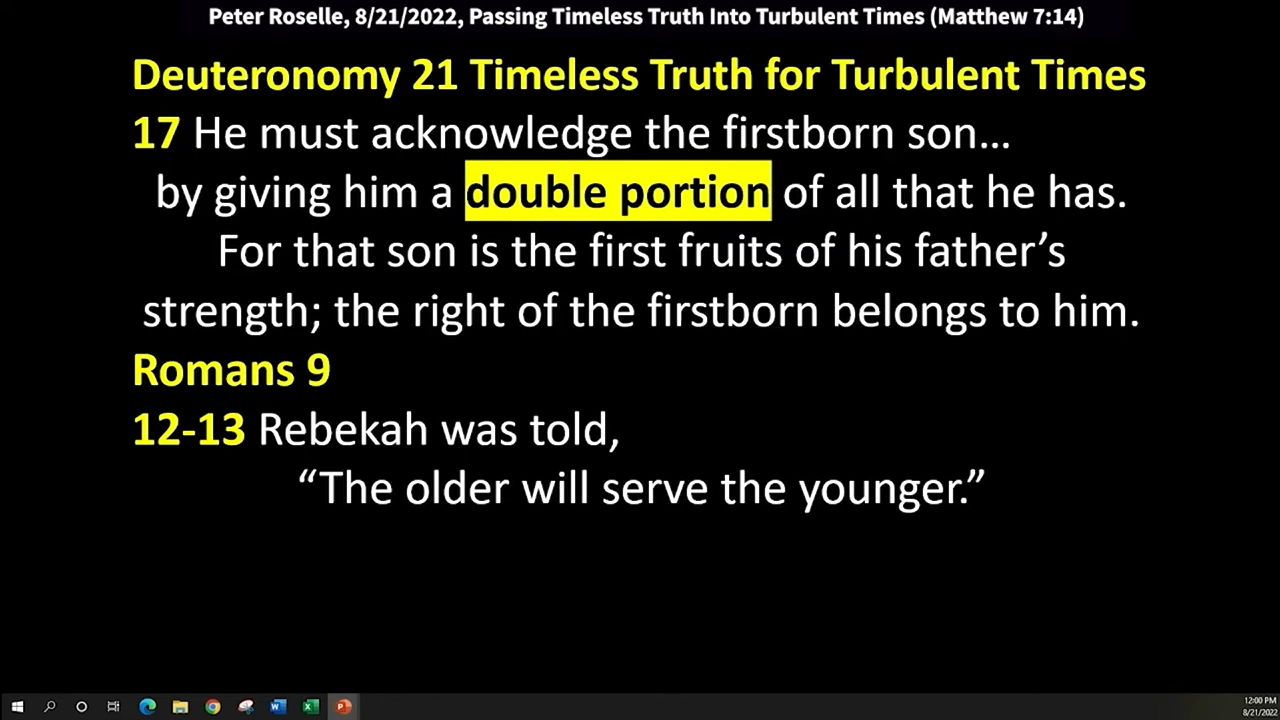 Peter Roselle, 8/21/2022, Passing Timeless Truth Into Turbulent Times (Matthew 7:14)
Deuteronomy 21 Timeless Truth for Turbulent Times
17 He must acknowledge the firstborn son…
by giving him a double portion of all that he has.
For that son is the first fruits of his father’s
strength; the right of the firstborn belongs to him.
Romans 9
12-13 Rebekah was told,
“The older will serve the younger.”
12:00 PM
8/21/2022